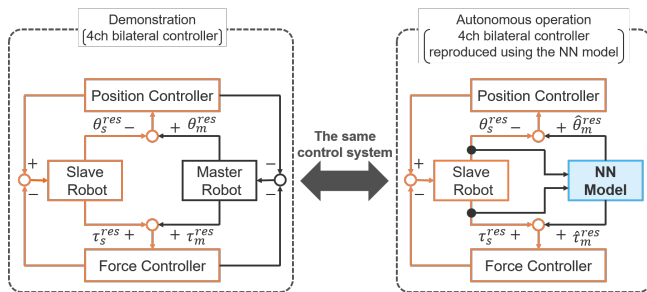 Demonstration
[4ch bilateral controller]
Position Controller
θ_s^{res} − + θ_m^{res}
+
−
Slave
Robot
Master
Robot
−
−
τ_s^{res} + + τ_m^{res}
Force Controller
The same
control system
Autonomous operation
(4ch bilateral controller
reproduced using the NN model)
Position Controller
θ_s^{res} − + θ̂_m^{res}
+
−
Slave
Robot
NN
Model
τ_s^{res} + + τ̂_m^{res}
Force Controller